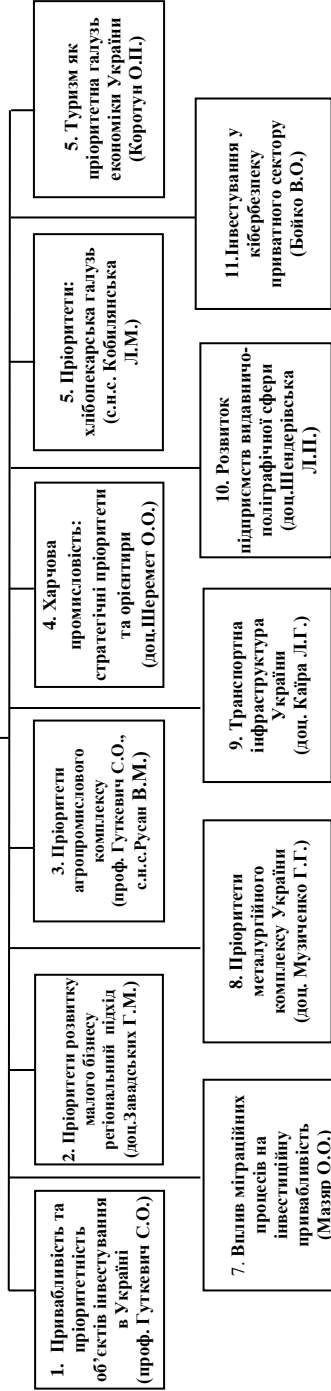 1. Привабливість та
пріоритетність
об’єктів інвестування
в Україні
(проф. Гуткевич С.О.)
2. Пріоритети розвитку
малого бізнесу
регіональний підхід
(доц.Завадських Г.М.)
3. Пріоритети
агропромислового
комплексу
(проф. Гуткевич С.О.,
с.н.с.Русан В.М.)
4. Харчова
промисловість:
стратегічні пріоритети
та орієнтири
(доц.Шеремет О.О.)
5. Пріоритети:
хлібопекарська галузь
(с.н.с. Кобилянська
Л.М.)
5. Туризм як
пріоритетна галузь
економіки України
(Коротун О.П.)
7. Вплив міграційних
процесів на
інвестиційну
привабливість
(Мазяр О.О.)
8. Пріоритети
металургійного
комплексу України
(доц. Музиченко Г.Г.)
9. Транспортна
інфраструктура
України
(доц. Каїра Л.Г.)
10. Розвиток
підприємств видавничо-
поліграфічної сфери
(доц.Шендерівська
Л.П.)
11.Інвестування у
кібербезпеку
приватного сектору
(Бойко В.О.)